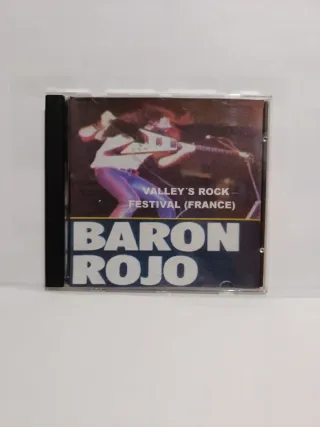 VALLEY´S ROCK
FESTIVAL (FRANCE)
BARON
ROJO